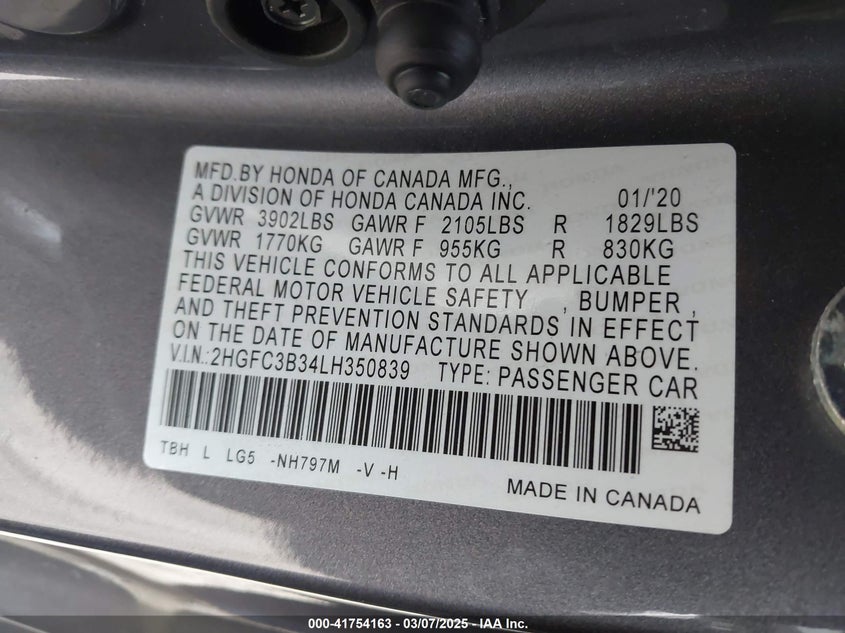 MFD.BY HONDA OF CANADA MFG.,
A DIVISION OF HONDA CANADA INC. 01/'20
GVWR 3902LBS GAWR F 2105LBS R 1829LBS
GVWR 1770KG GAWR F 955KG R 830KG
THIS VEHICLE CONFORMS TO ALL APPLICABLE
FEDERAL MOTOR VEHICLE SAFETY , BUMPER ,
AND THEFT PREVENTION STANDARDS IN EFFECT
ON THE DATE OF MANUFACTURE SHOWN ABOVE.
V.I.N.:2HGFC3B34LH350839 TYPE: PASSENGER CAR
TBH L LG5 -NH797M -V -H
MADE IN CANADA
000-41754163 - 03/07/2025 - IAA Inc.